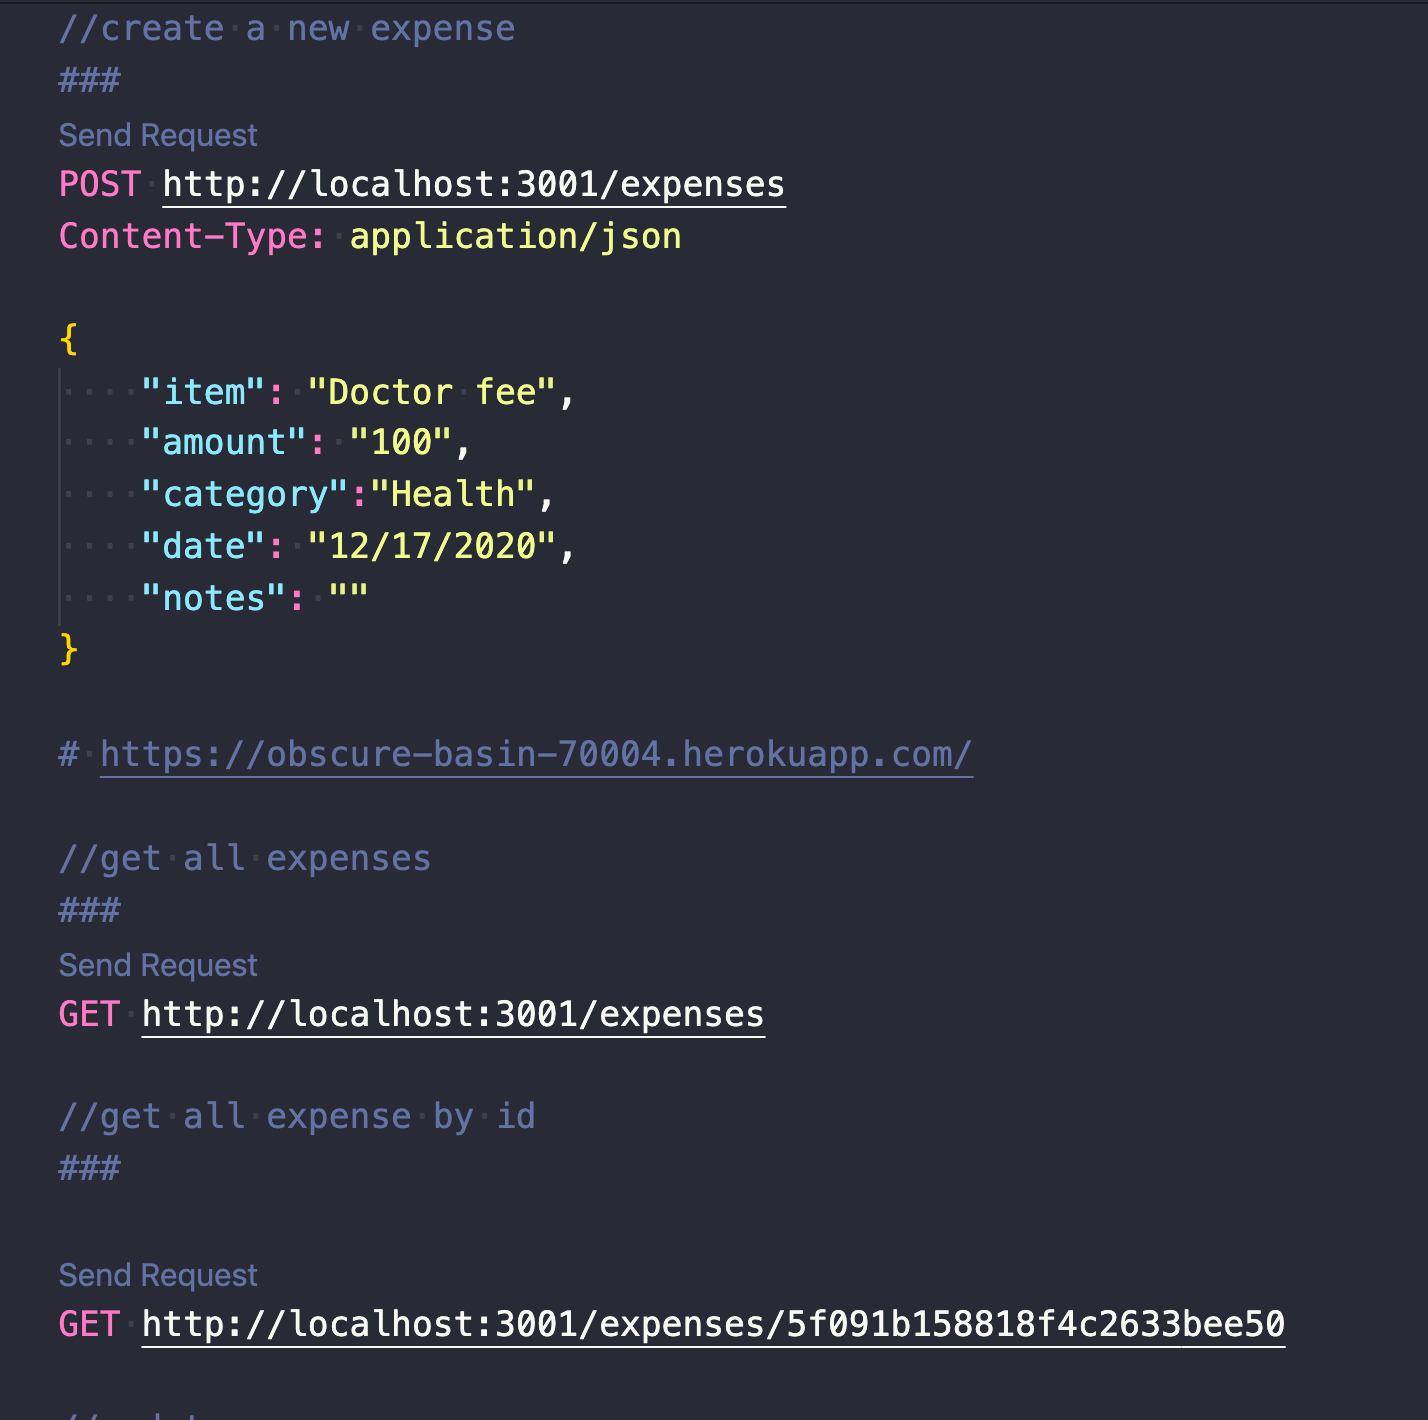 //create a new expense
###
Send Request
POST http://localhost:3001/expenses
Content-Type: application/json
{
"item": "Doctor fee",
"amount": "100",
"category":"Health",
"date": "12/17/2020",
"notes": ""
}
# https://obscure-basin-70004.herokuapp.com/
//get all expenses
###
Send Request
GET http://localhost:3001/expenses
//get all expense by id
###
Send Request
GET http://localhost:3001/expenses/5f091b158818f4c2633bee50